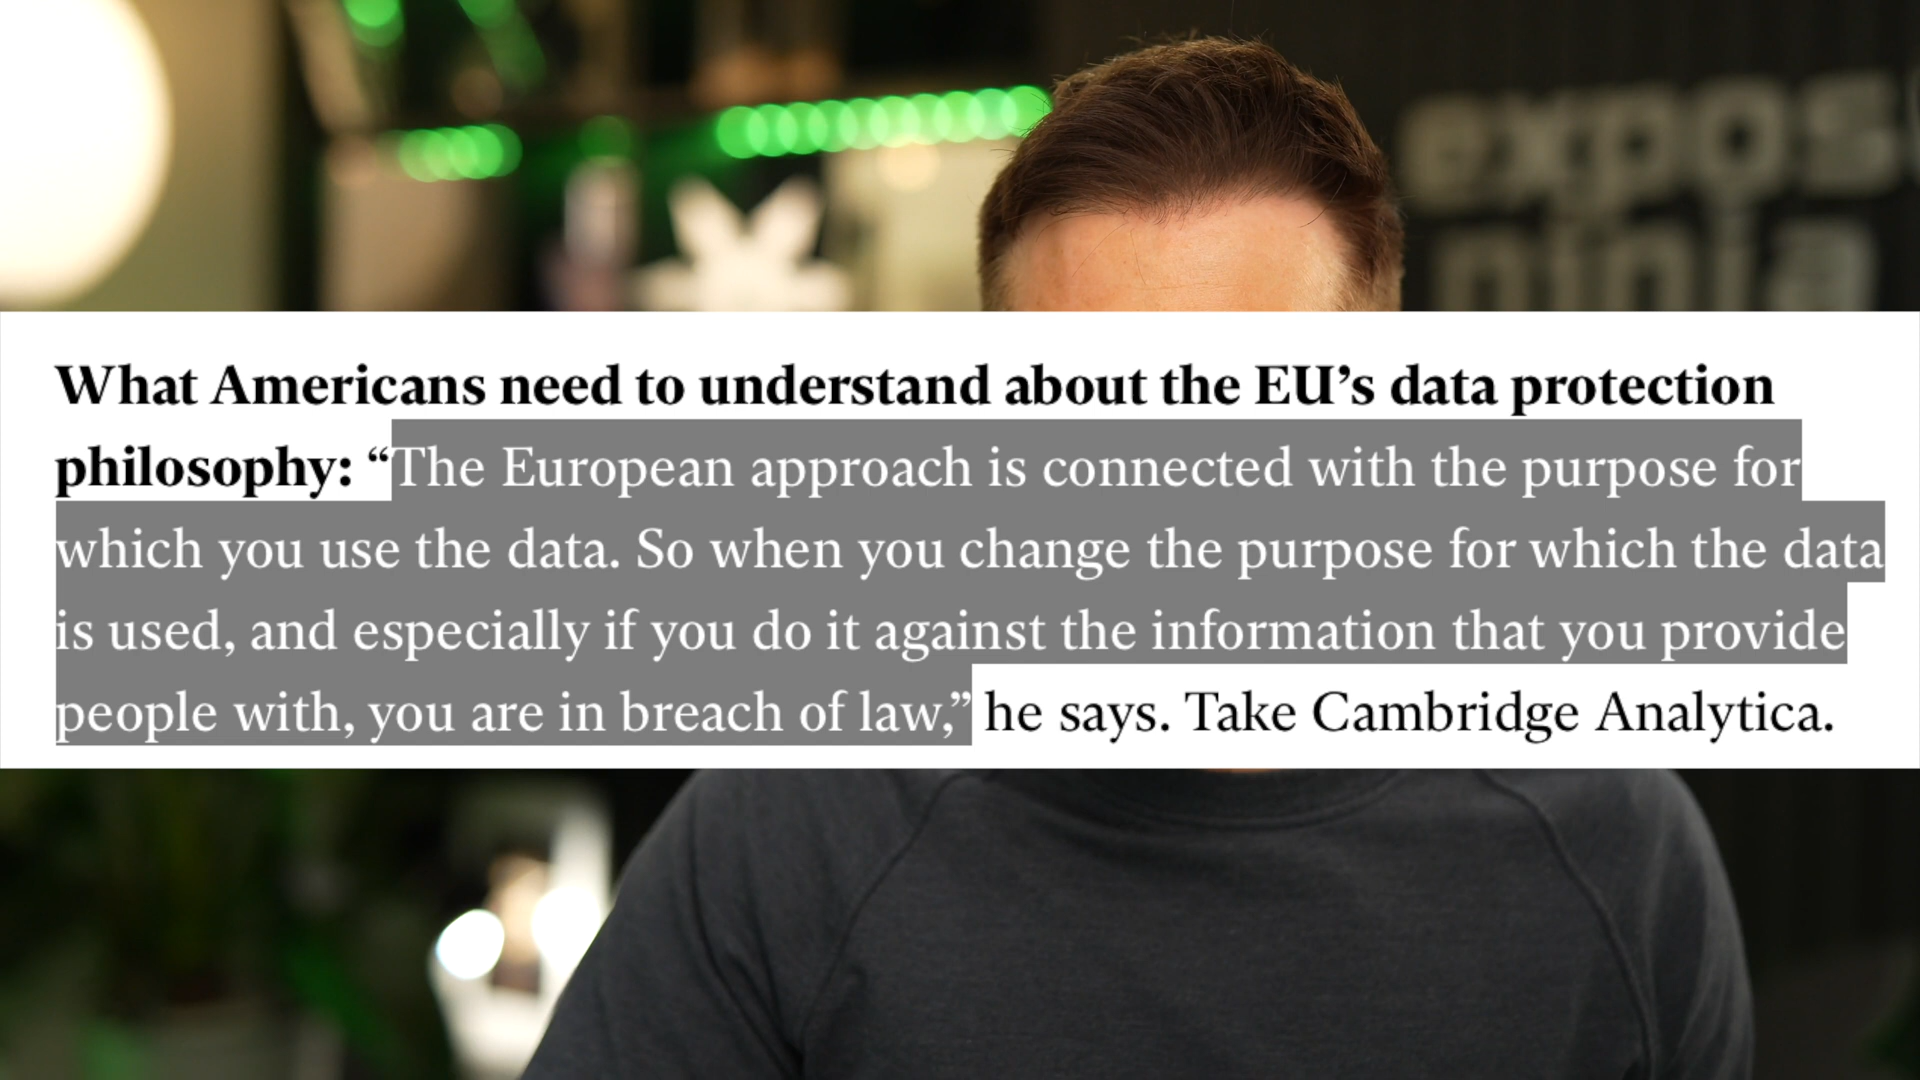 expos
ninja
What Americans need to understand about the EU’s data protection
philosophy: “The European approach is connected with the purpose for
which you use the data. So when you change the purpose for which the data
is used, and especially if you do it against the information that you provide
people with, you are in breach of law,” he says. Take Cambridge Analytica.